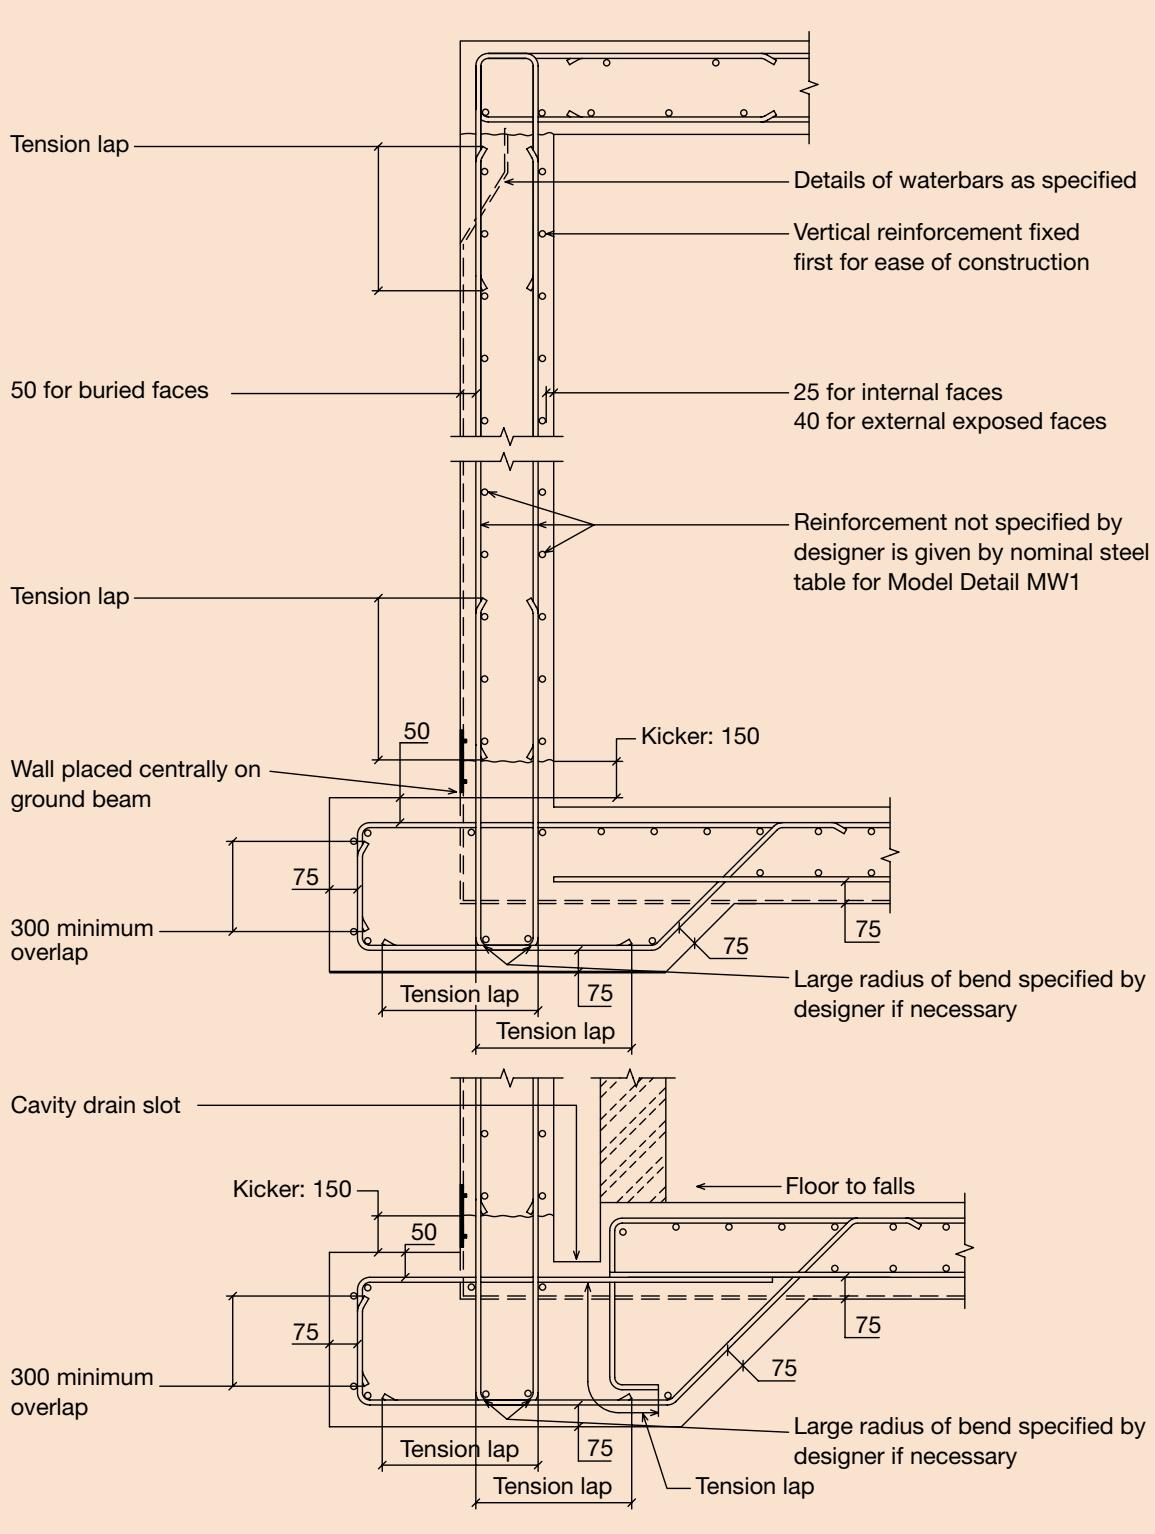 Tension lap
Details of waterbars as specified
Vertical reinforcement fixed
first for ease of construction
50 for buried faces
25 for internal faces
40 for external exposed faces
Reinforcement not specified by
designer is given by nominal steel
table for Model Detail MW1
Tension lap
50
Kicker: 150
Wall placed centrally on
ground beam
75
300 minimum
overlap
75
75
Large radius of bend specified by
designer if necessary
Tension lap
75
Tension lap
Cavity drain slot
Kicker: 150
Floor to falls
50
75
75
75
300 minimum
overlap
Large radius of bend specified by
designer if necessary
Tension lap
75
Tension lap
Tension lap